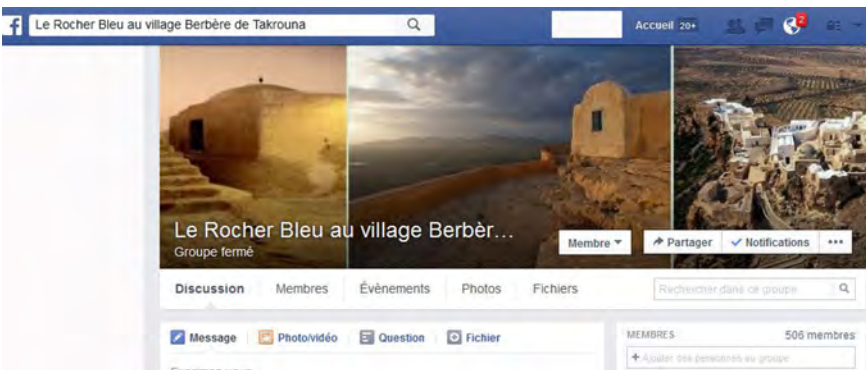 f Le Rocher Bleu au village Berbère de Takrouna
Accueil 20+
2
Le Rocher Bleu au village Berbèr...
Groupe fermé
Membre
Partager
Notifications
Discussion Membres Évènements Photos Fichiers
Rechercher dans ce groupe
Message Photo/vidéo Question Fichier
MEMBRES 506 membres
+ Ajouter des personnes au groupe